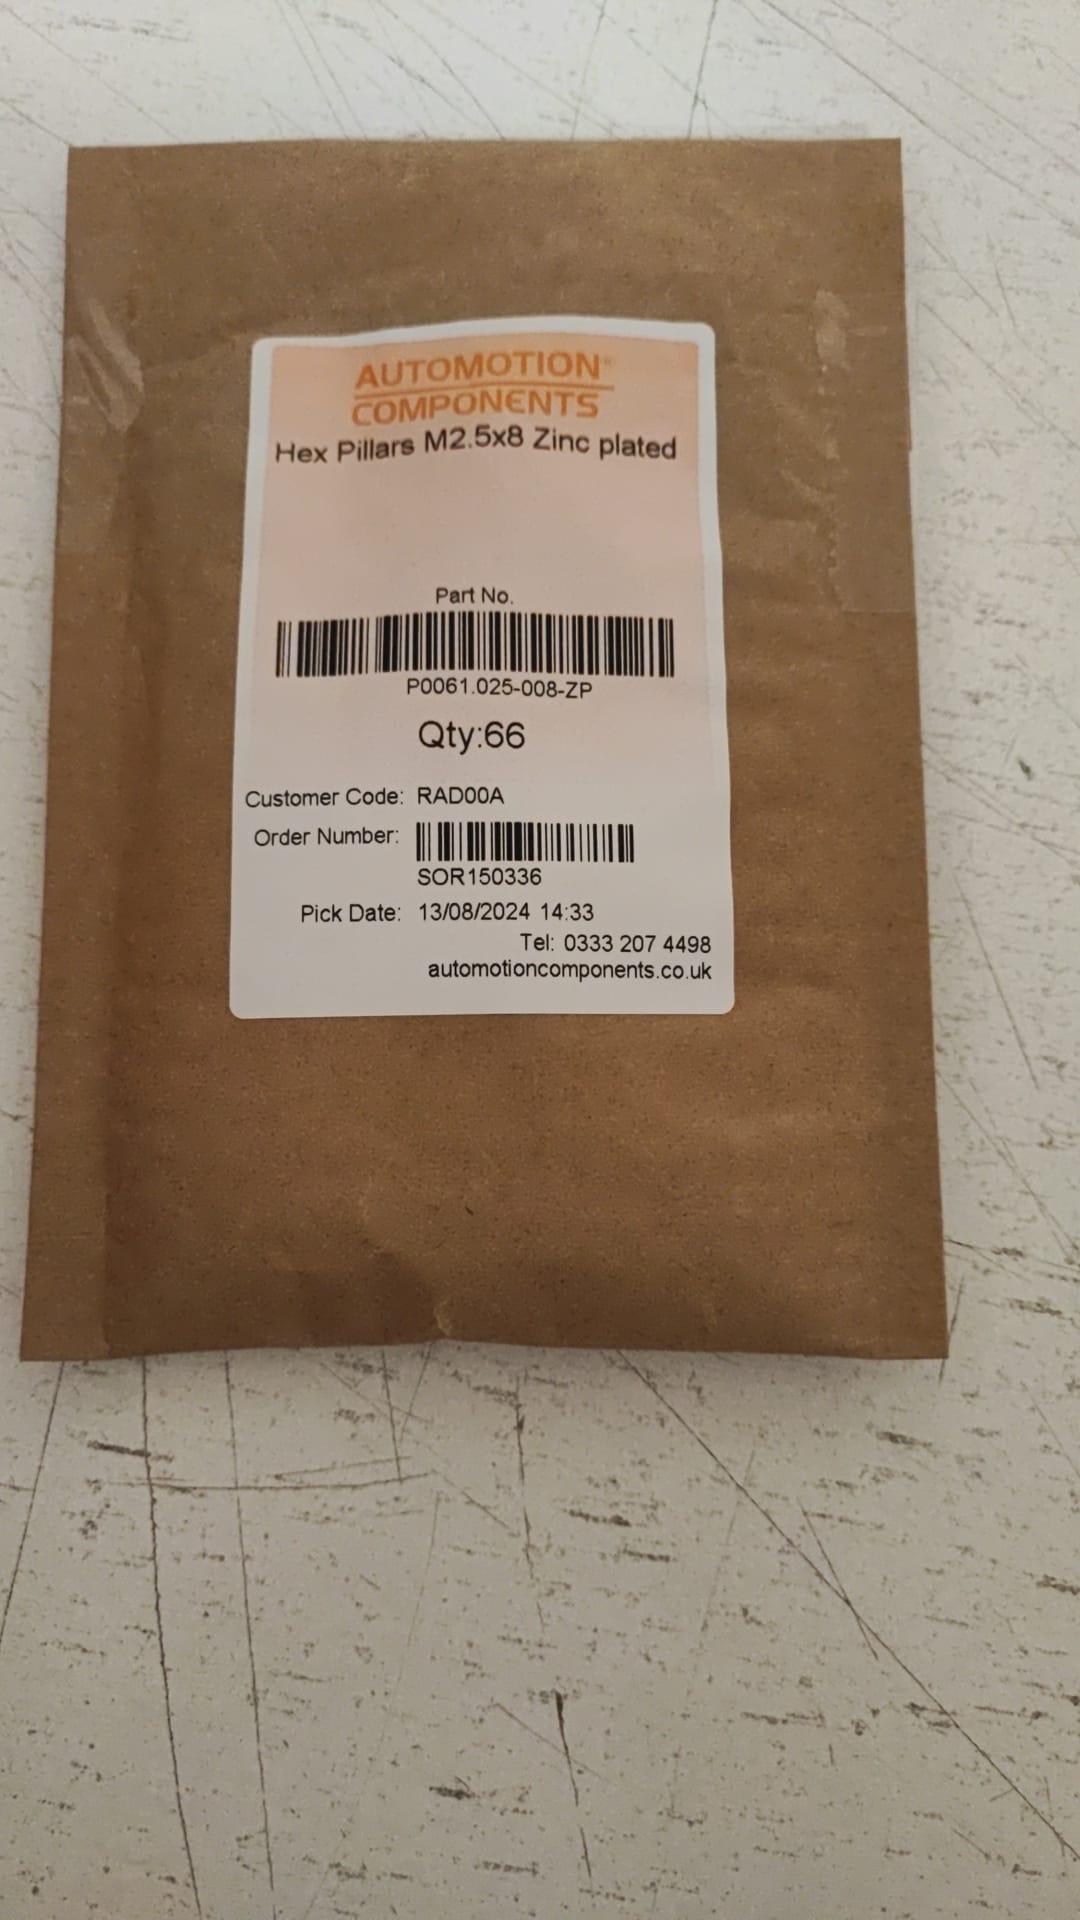 AUTOMOTION®
COMPONENTS
Hex Pillars M2.5x8 Zinc plated
Part No.
P0061.025-008-ZP
Qty:66
Customer Code: RAD00A
Order Number:
SOR150336
Pick Date: 13/08/2024 14:33
Tel: 0333 207 4498
automotioncomponents.co.uk